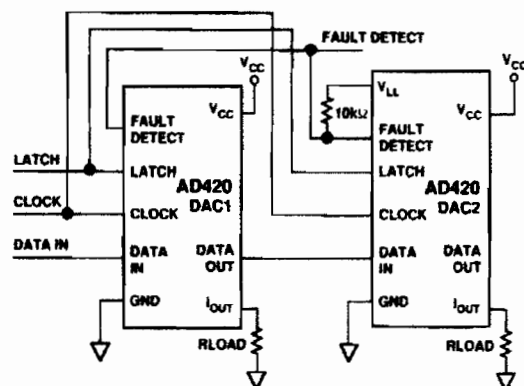 FAULT DETECT
VCC
VCC
VLL
VCC
10kΩ
VCC
FAULT
DETECT
FAULT
DETECT
LATCH
LATCH
LATCH
AD420
DAC1
AD420
DAC2
CLOCK
CLOCK
CLOCK
DATA IN
DATA
IN
DATA
OUT
DATA
IN
DATA
OUT
GND
IOUT
GND
IOUT
RLOAD
RLOAD